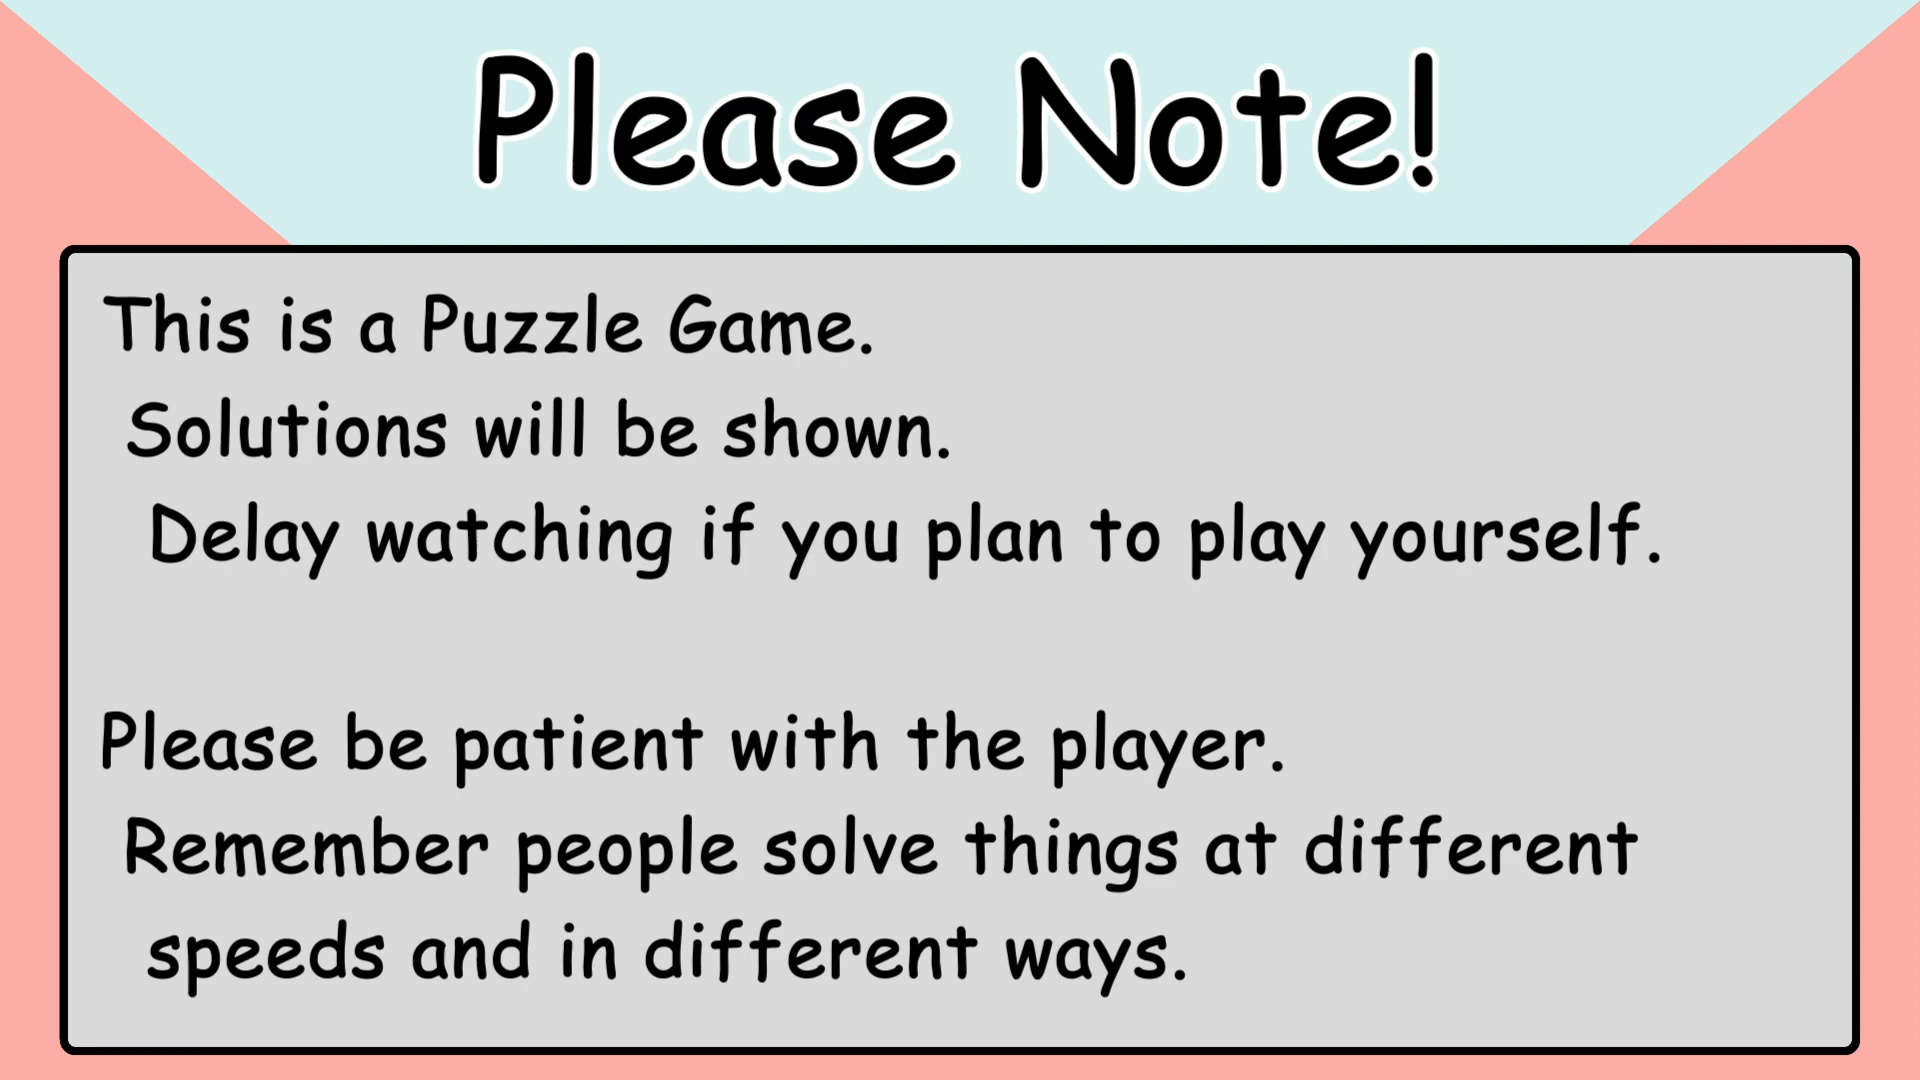 Please Note!
This is a Puzzle Game.
Solutions will be shown.
Delay watching if you plan to play yourself.
Please be patient with the player.
Remember people solve things at different
speeds and in different ways.